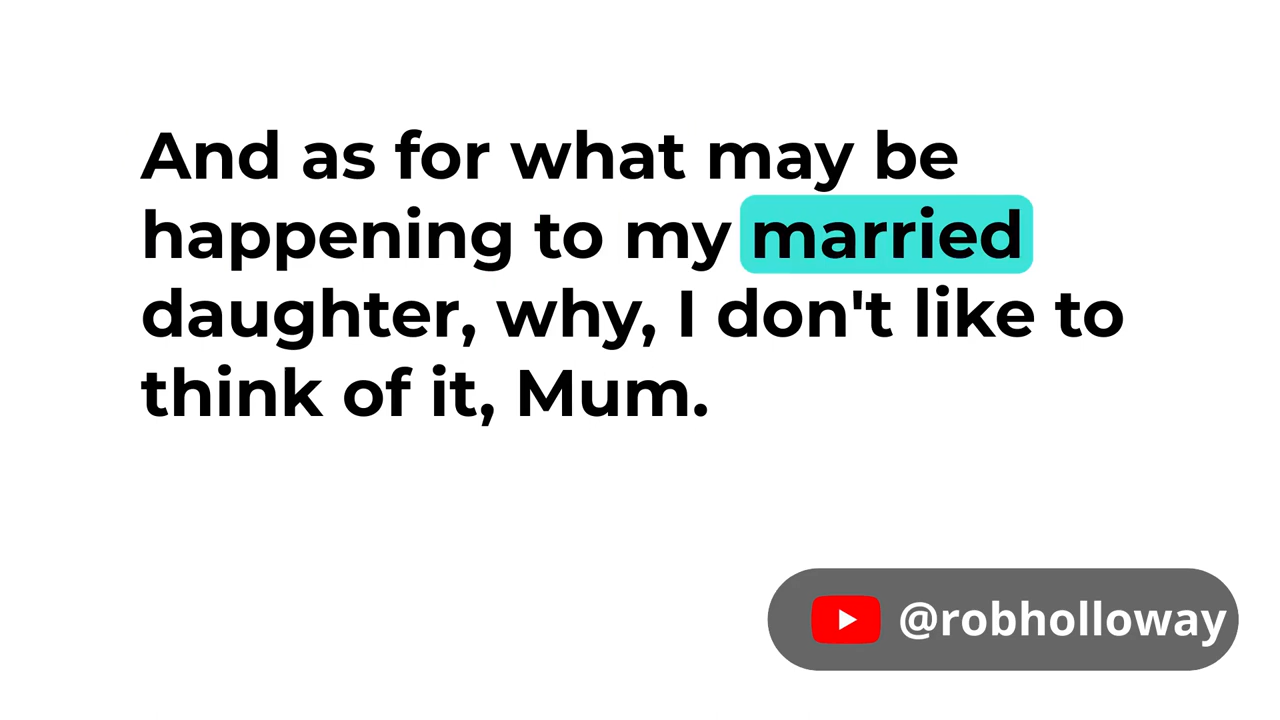 And as for what may be
happening to my married
daughter, why, I don't like to
think of it, Mum.
@robholloway